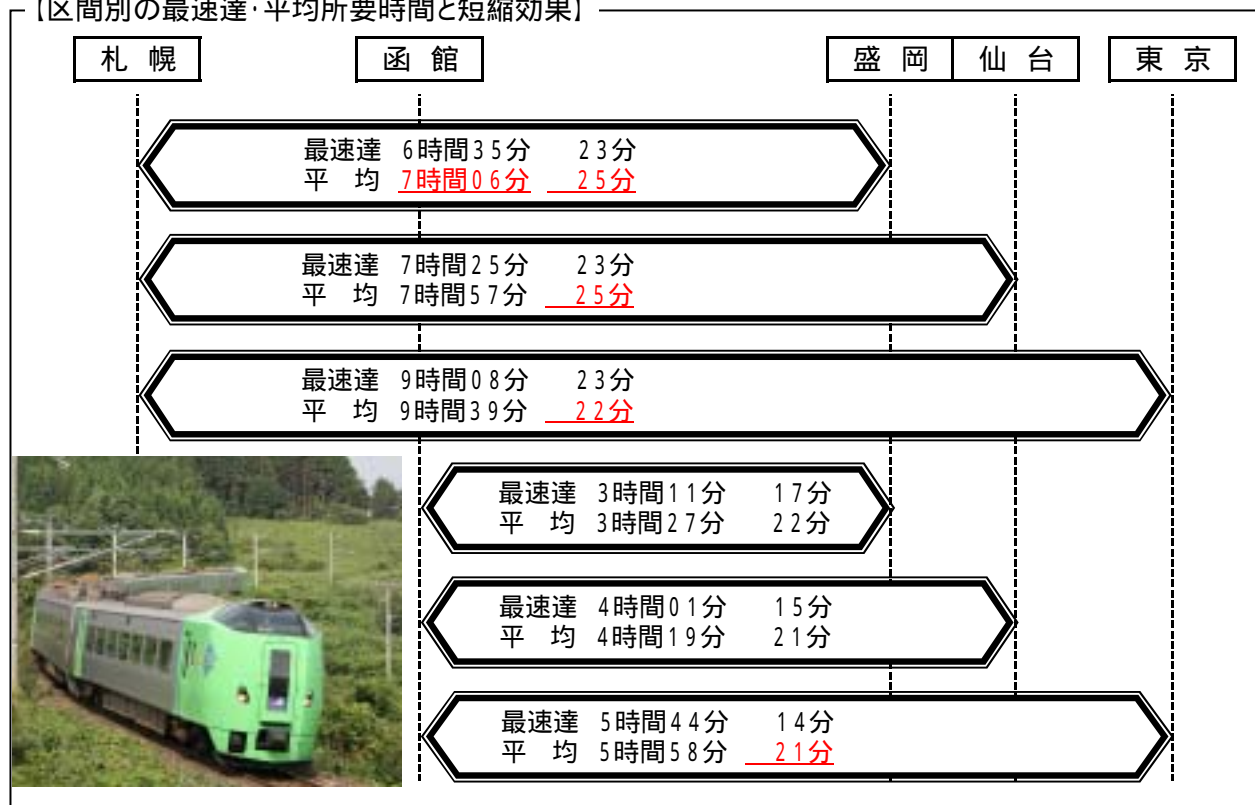 【区間別の最速達・平均所要時間と短縮効果】
札幌 函館 盛岡 仙台 東京
最速達 6時間35分 23分
平均 7時間06分 25分
最速達 7時間25分 23分
平均 7時間57分 25分
最速達 9時間08分 23分
平均 9時間39分 22分
最速達 3時間11分 17分
平均 3時間27分 22分
最速達 4時間01分 15分
平均 4時間19分 21分
最速達 5時間44分 14分
平均 5時間58分 21分